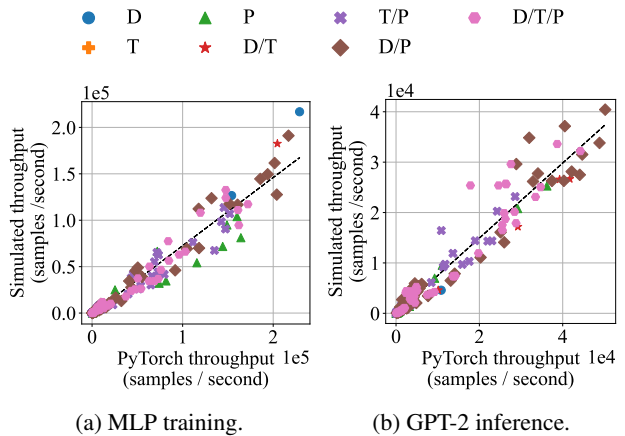 D P T/P D/T/P
T D/T D/P
1e5
Simulated throughput
(samples /second)
2.0
1.5
1.0
0.5
0.0
0 1 2
PyTorch throughput 1e5
(samples / second)
(a) MLP training.
1e4
Simulated throughput
(samples /second)
4
3
2
1
0
0 2 4
PyTorch throughput 1e4
(samples / second)
(b) GPT-2 inference.